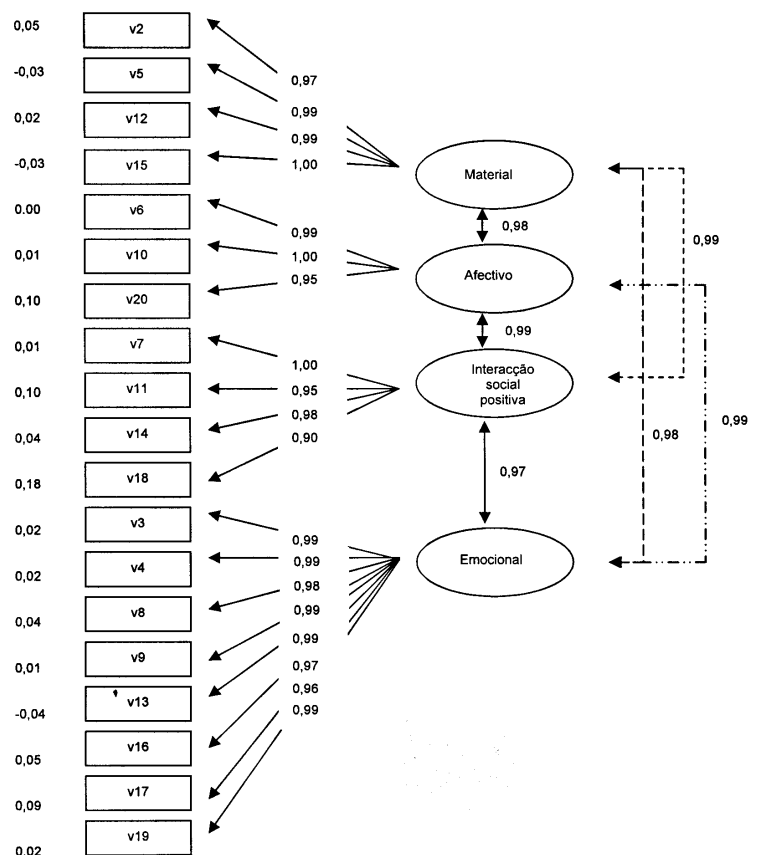 0,05
v2
-0,03
v5
0,02
v12
-0,03
v15
0.00
v6
0,01
v10
0,10
v20
0,01
v7
0,10
v11
0,04
v14
0,18
v18
0,02
v3
0,02
v4
0,04
v8
0,01
v9
-0,04
v13
0,05
v16
0,09
v17
0,02
v19
0,97
0,99
0,99
1,00
0,99
1,00
0,95
1,00
0,95
0,98
0,90
0,99
0,99
0,98
0,99
0,99
0,97
0,96
0,99
Material
0,98
Afectivo
0,99
Interacção
social
positiva
0,97
Emocional
0,99
0,98
0,99